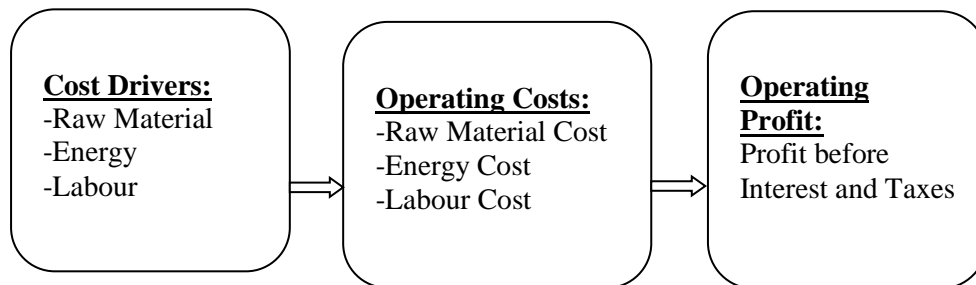 Cost Drivers:
-Raw Material
-Energy
-Labour
Operating Costs:
-Raw Material Cost
-Energy Cost
-Labour Cost
Operating
Profit:
Profit before
Interest and Taxes